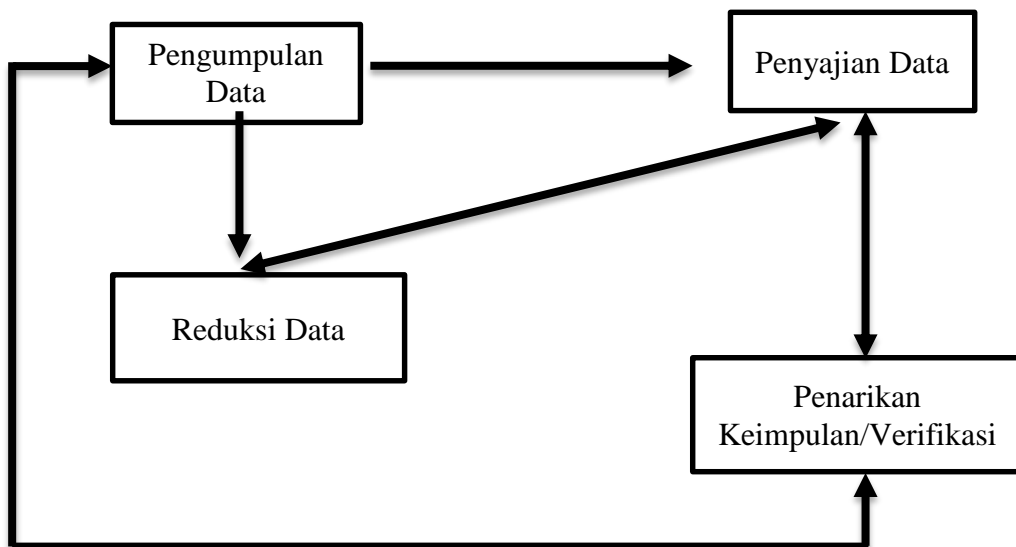 Pengumpulan
Data
Penyajian Data
Reduksi Data
Penarikan
Keimpulan/Verifikasi